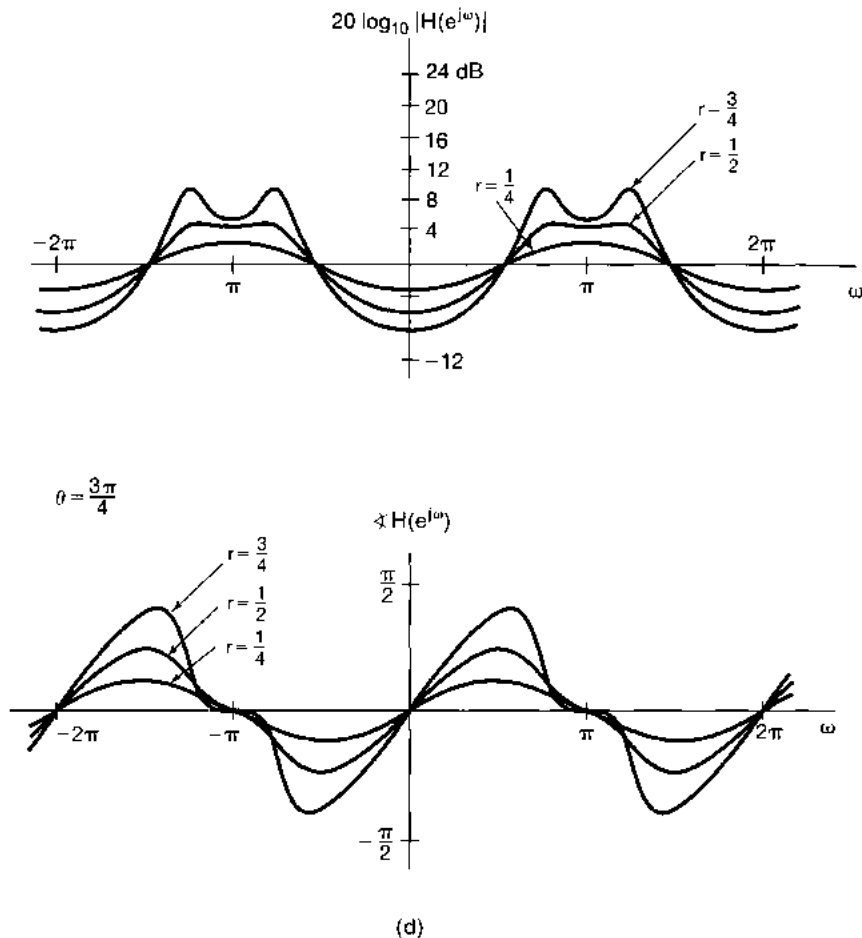 20 log₁₀ |H(e^{jω})|
24 dB
20
16
12
8
4
r – 3/4
r = 1/2
r = 1/4
–2π
π
π
2π
ω
–12
θ = 3π/4
∢ H(e^{jω})
r = 3/4
r = 1/2
r = 1/4
π/2
–2π
–π
π
2π
ω
– π/2
(d)